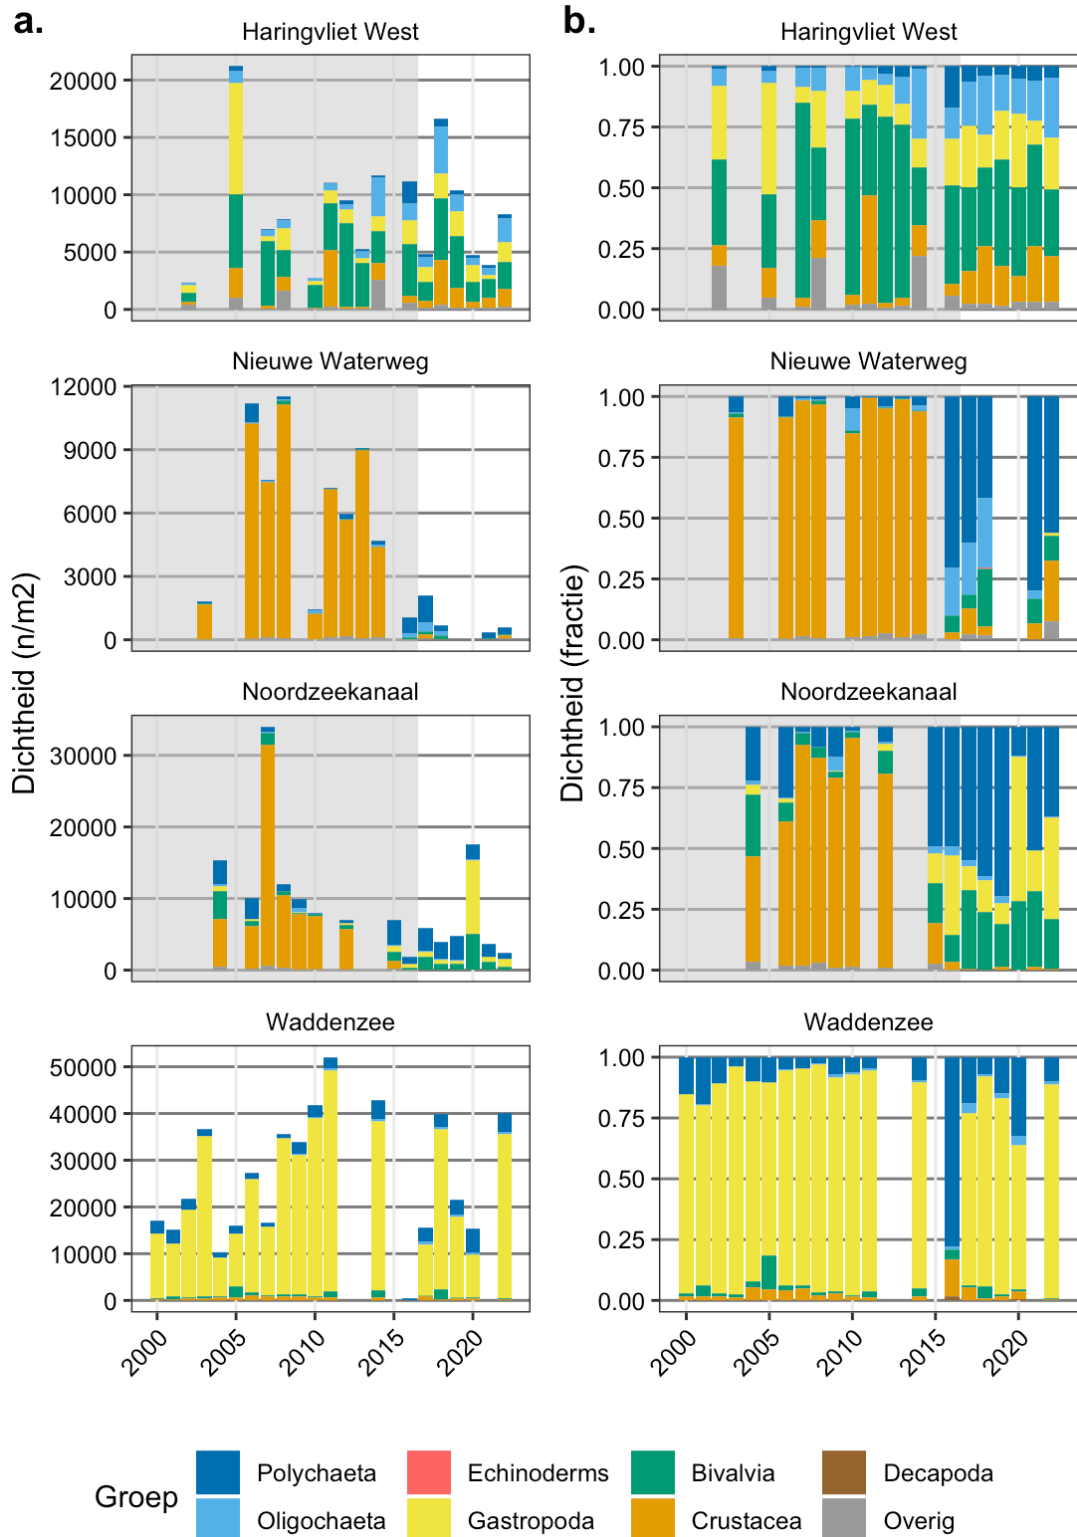 a.
Haringvliet West
20000
15000
10000
5000
0
Nieuwe Waterweg
12000
9000
6000
3000
0
Noordzeekanaal
30000
20000
10000
0
Waddenzee
50000
40000
30000
20000
10000
0
2000
2005
2010
2015
2020
Dichtheid (n/m2)
b.
Haringvliet West
1.00
0.75
0.50
0.25
0.00
Nieuwe Waterweg
1.00
0.75
0.50
0.25
0.00
Noordzeekanaal
1.00
0.75
0.50
0.25
0.00
Waddenzee
1.00
0.75
0.50
0.25
0.00
2000
2005
2010
2015
2020
Dichtheid (fractie)
Groep
Polychaeta
Echinoderms
Bivalvia
Decapoda
Oligochaeta
Gastropoda
Crustacea
Overig